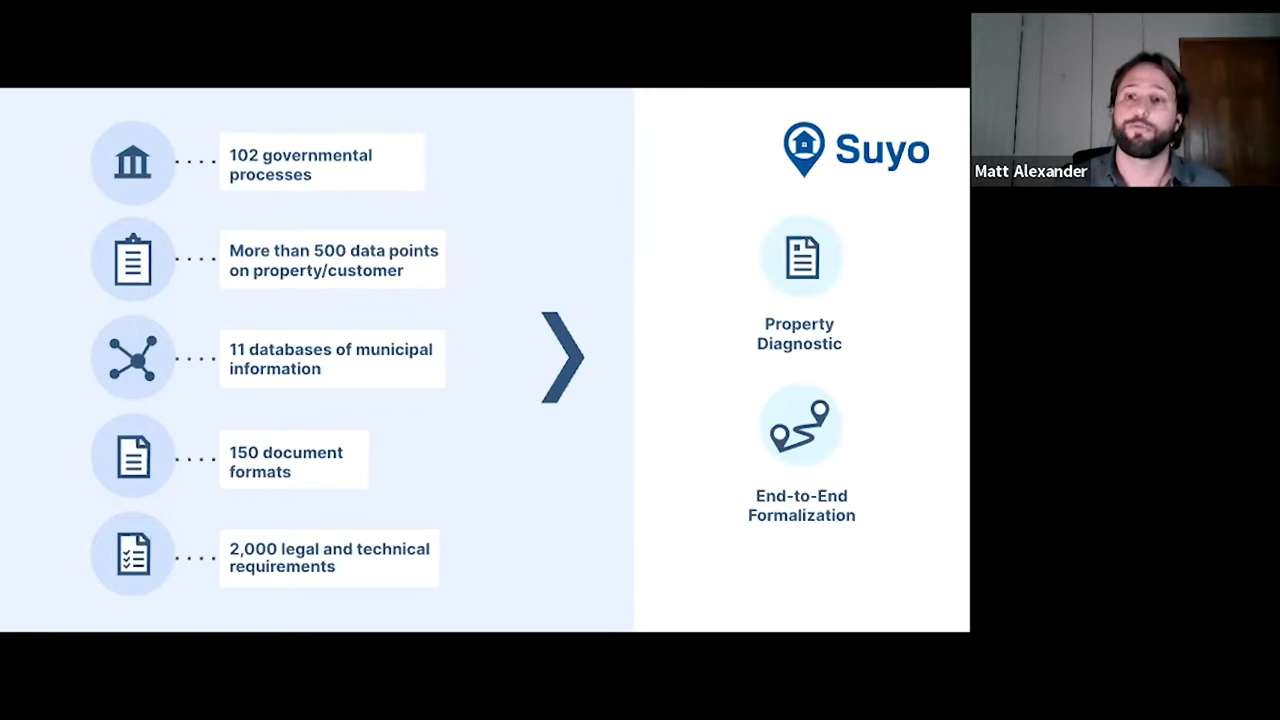 102 governmental
processes
More than 500 data points
on property/customer
11 databases of municipal
information
150 document
formats
2,000 legal and technical
requirements
Suyo
Property
Diagnostic
End-to-End
Formalization
Matt Alexander